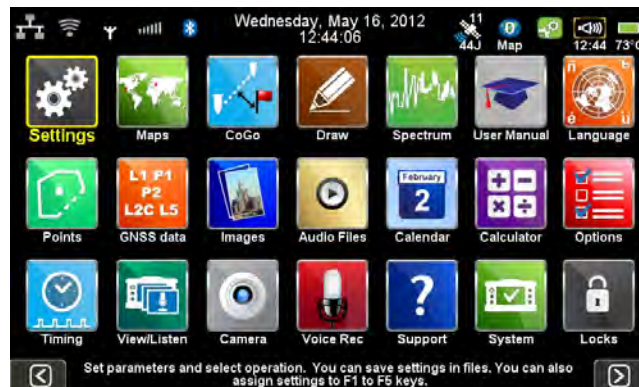 Wednesday, May 16, 2012
12:44:06
11
44J Map 12:44 73°
Settings Maps CoGo Draw Spectrum User Manual Language
ñ
é ù
L1 P1
P2
L2C L5
February
2
Points GNSS data Images Audio Files Calendar Calculator Options
Timing View/Listen Camera Voice Rec Support System Locks
Set parameters and select operation. You can save settings in files. You can also
assign settings to F1 to F5 keys.